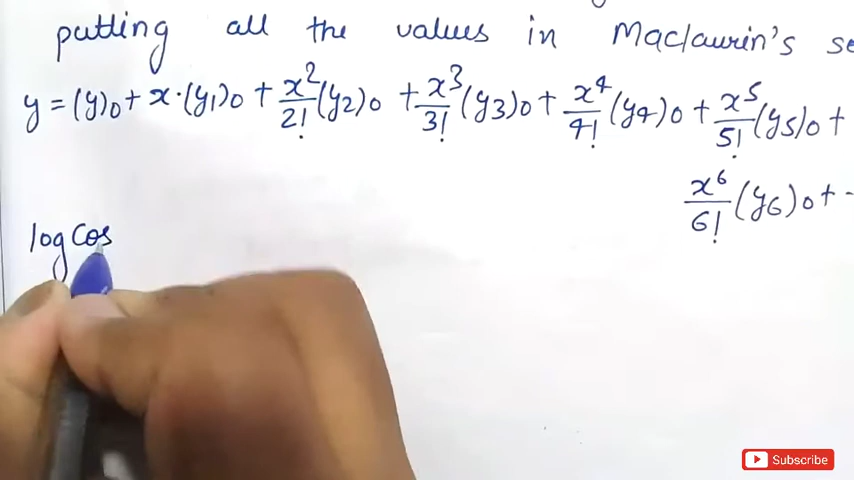 putting all the values in Maclaurin's se
y = (y)0 + x·(y1)0 + x²/2! (y2)0 + x³/3! (y3)0 + x⁴/4! (y4)0 + x⁵/5! (y5)0 +
x⁶/6! (y6)0 + -
log Cos
Subscribe